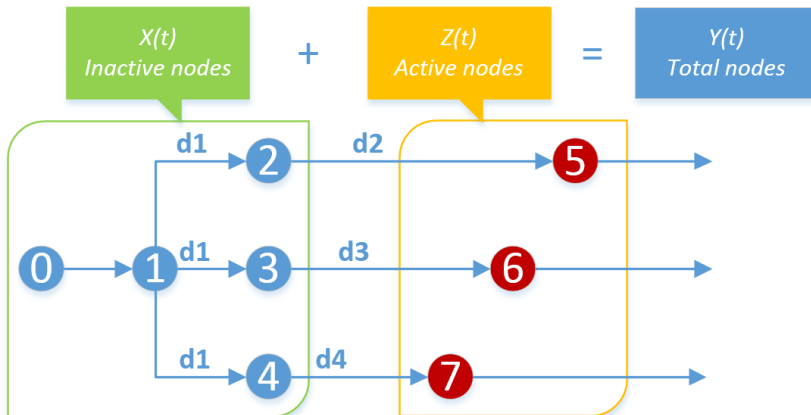 X(t)
Inactive nodes
+
Z(t)
Active nodes
=
Y(t)
Total nodes
d1
2
d2
5
0
1
d1
3
d3
6
d1
4
d4
7